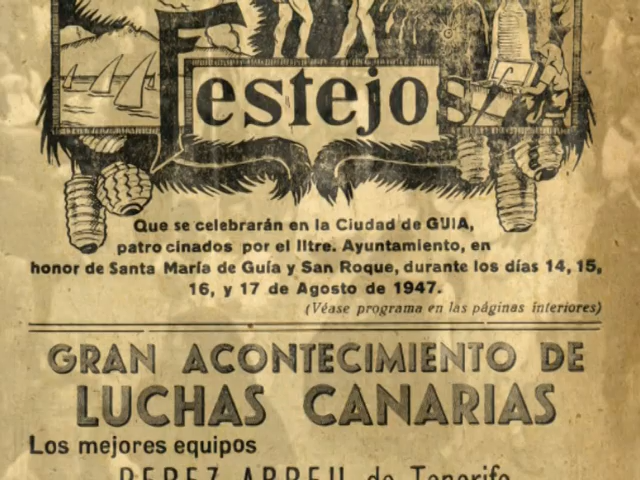 Festejos
Que se celebrarán en la Ciudad de GUIA,
patrocinados por el Iltre. Ayuntamiento, en
honor de Santa María de Guía y San Roque, durante los días 14, 15,
16, y 17 de Agosto de 1947.
(Véase programa en las páginas interiores)
GRAN ACONTECIMIENTO DE
LUCHAS CANARIAS
Los mejores equipos
PEREZ ABREU de Tenerife